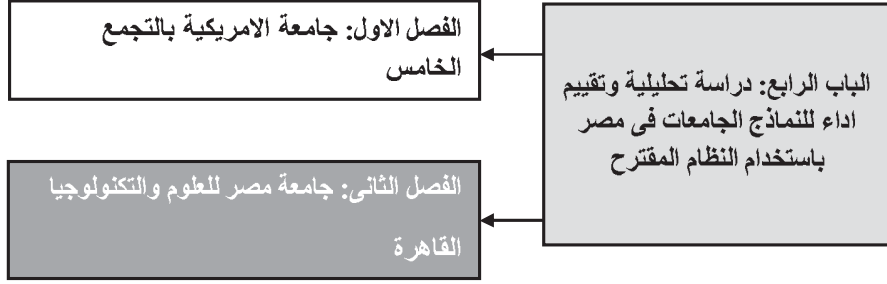 الباب الرابع: دراسة تحليلية وتقييم
اداء للنماذج الجامعات فى مصر
باستخدام النظام المقترح
الفصل الاول: جامعة الامريكية بالتجمع
الخامس
الفصل الثانى: جامعة مصر للعلوم والتكنولوجيا
القاهرة